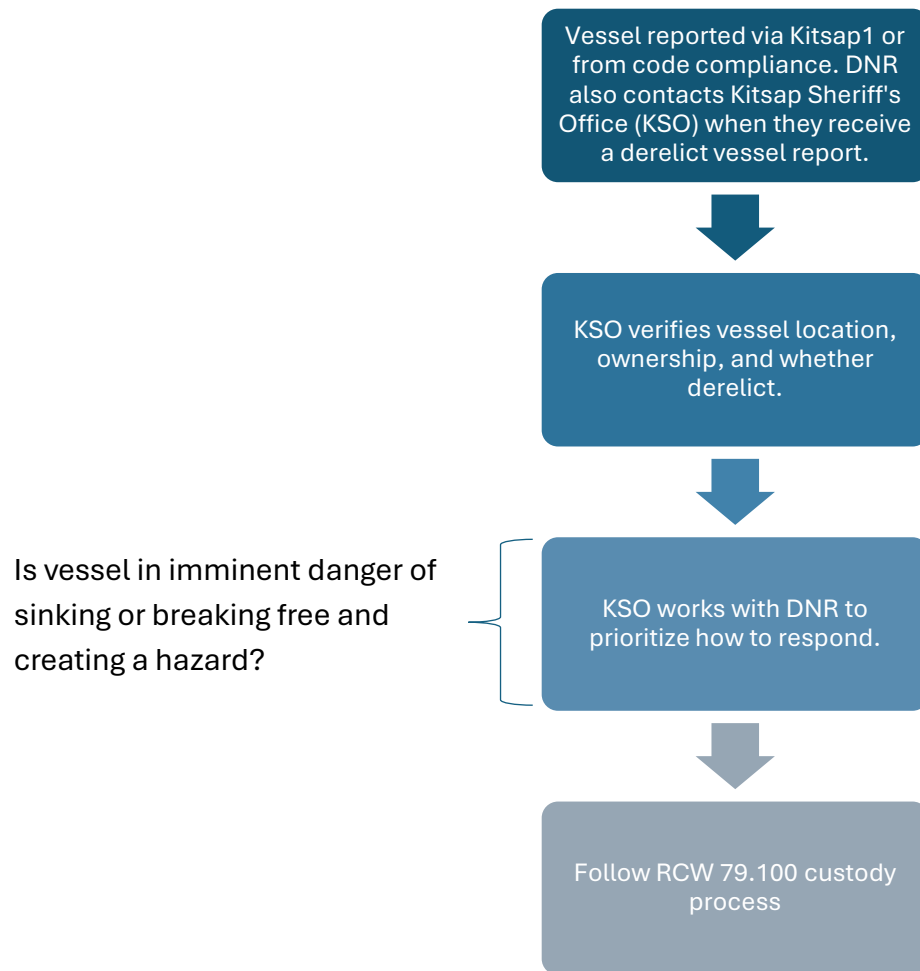 Vessel reported via Kitsap1 or
from code compliance. DNR
also contacts Kitsap Sheriff's
Office (KSO) when they receive
a derelict vessel report.
KSO verifies vessel location,
ownership, and whether
derelict.
Is vessel in imminent danger of
sinking or breaking free and
creating a hazard?
KSO works with DNR to
prioritize how to respond.
Follow RCW 79.100 custody
process